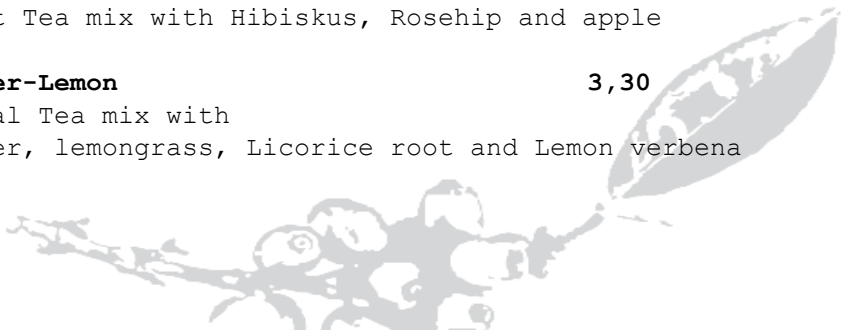 t Tea mix with Hibiskus, Rosehip and apple
er-Lemon 3,30
al Tea mix with
er, lemongrass, Licorice root and Lemon verbena